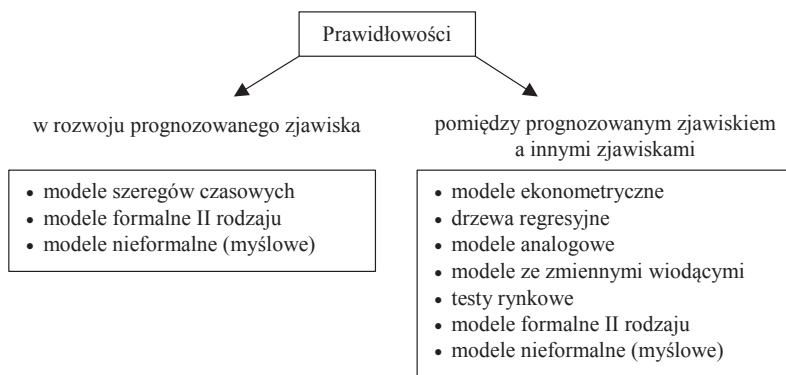 Prawidłowości
w rozwoju prognozowanego zjawiska
• modele szeregów czasowych
• modele formalne II rodzaju
• modele nieformalne (myślowe)
pomiędzy prognozowanym zjawiskiem
a innymi zjawiskami
• modele ekonometryczne
• drzewa regresyjne
• modele analogowe
• modele ze zmiennymi wiodącymi
• testy rynkowe
• modele formalne II rodzaju
• modele nieformalne (myślowe)